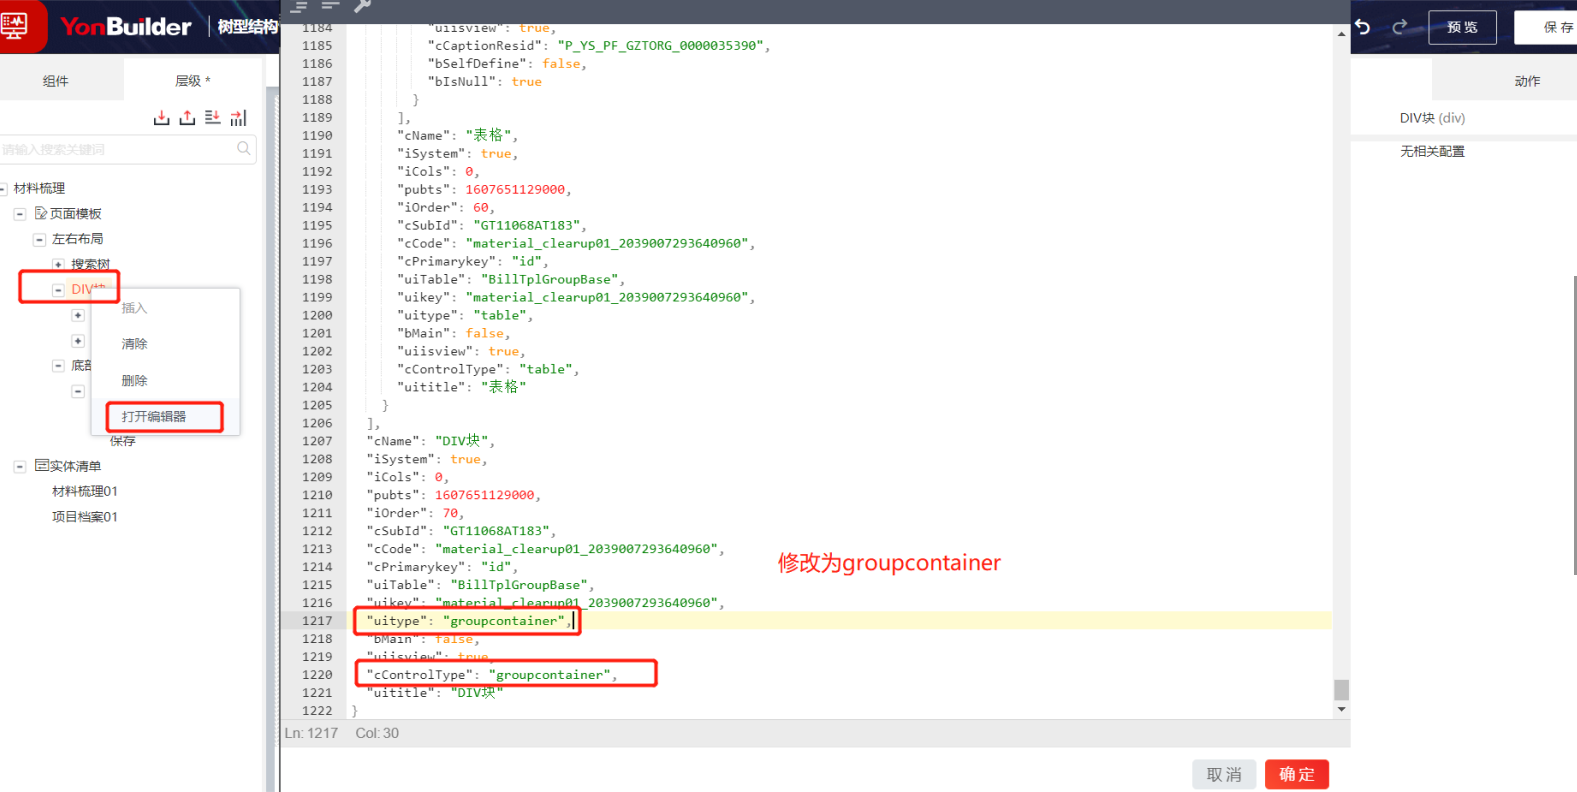 YonBuilder
树型结构
组件
层级 *
请输入搜索关键词
材料梳理
页面模板
左右布局
搜索树
DIV块
插入
清除
删除
打开编辑器
底部
保存
实体清单
材料梳理01
项目档案01
1184 "uiisview": true,
1185 "cCaptionResid": "P_YS_PF_GZTORG_0000035390",
1186 "bSelfDefine": false,
1187 "bIsNull": true
1188 }
1189 ],
1190 "cName": "表格",
1191 "iSystem": true,
1192 "iCols": 0,
1193 "pubts": 1607651129000,
1194 "iOrder": 60,
1195 "cSubId": "GT11068AT183",
1196 "cCode": "material_clearup01_2039007293640960",
1197 "cPrimarykey": "id",
1198 "uiTable": "BillTplGroupBase",
1199 "uikey": "material_clearup01_2039007293640960",
1200 "uitype": "table",
1201 "bMain": false,
1202 "uiisview": true,
1203 "cControlType": "table",
1204 "uititle": "表格"
1205 }
1206 ],
1207 "cName": "DIV块",
1208 "iSystem": true,
1209 "iCols": 0,
1210 "pubts": 1607651129000,
1211 "iOrder": 70,
1212 "cSubId": "GT11068AT183",
1213 "cCode": "material_clearup01_2039007293640960",
1214 "cPrimarykey": "id",
1215 "uiTable": "BillTplGroupBase",
1216 "uikey": "material_clearup01_2039007293640960",
1217 "uitype": "groupcontainer",
1218 "bMain": false,
1219 "uiisview": true,
1220 "cControlType": "groupcontainer",
1221 "uititle": "DIV块"
1222 }
修改为groupcontainer
Ln: 1217 Col: 30
取消 确定
预览 保存
动作
DIV块 (div)
无相关配置